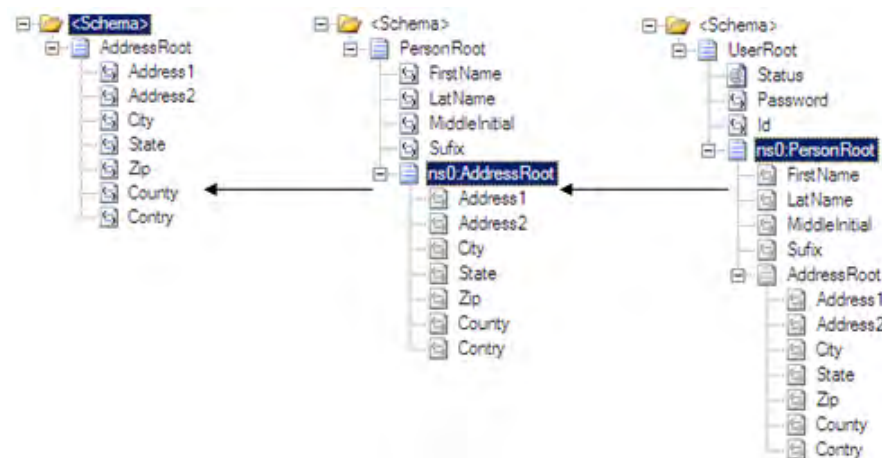 <Schema>
AddressRoot
Address1
Address2
City
State
Zip
County
Contry
<Schema>
PersonRoot
FirstName
LatName
MiddleInitial
Sufix
ns0:AddressRoot
Address1
Address2
City
State
Zip
County
Contry
<Schema>
UserRoot
Status
Password
Id
ns0:PersonRoot
FirstName
LatName
MiddleInitial
Sufix
AddressRoot
Address1
Address2
City
State
Zip
County
Contry